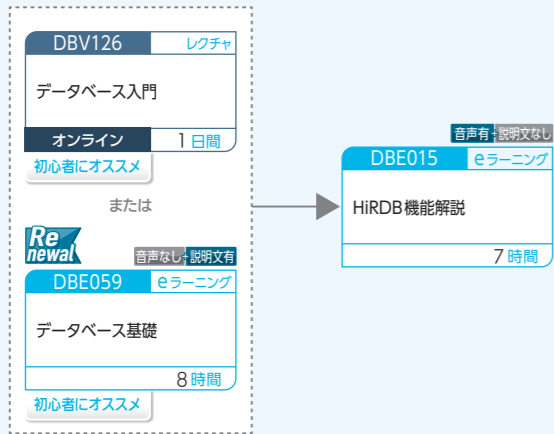 DBV126 レクチャ
データベース入門
オンライン 1日間
初心者にオススメ
または
Renewal
音声なし+説明文有
DBE059 eラーニング
データベース基礎
8時間
初心者にオススメ
音声有+説明文なし
DBE015 eラーニング
HiRDB機能解説
7時間